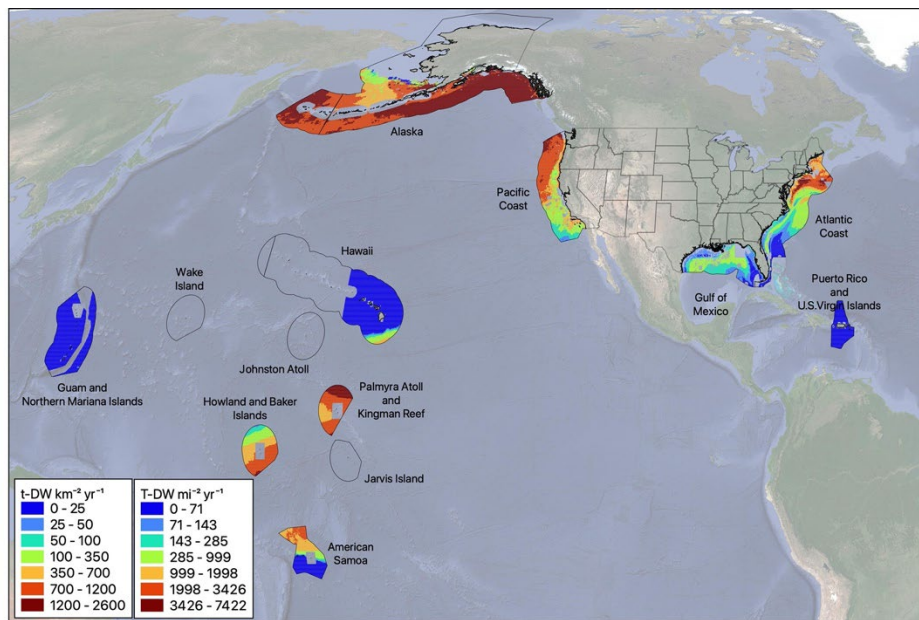 Alaska
Pacific
Coast
Atlantic
Coast
Hawaii
Wake
Island
Gulf of
Mexico
Puerto Rico
and
U.S.Virgin Islands
Johnston Atoll
Guam and
Northern Mariana Islands
Howland and Baker
Islands
Palmyra Atoll
and
Kingman Reef
Jarvis Island
American
Samoa
t-DW km⁻² yr⁻¹
0 - 25
25 - 50
50 - 100
100 - 350
350 - 700
700 - 1200
1200 - 2600
T-DW mi⁻² yr⁻¹
0 - 71
71 - 143
143 - 285
285 - 999
999 - 1998
1998 - 3426
3426 - 7422